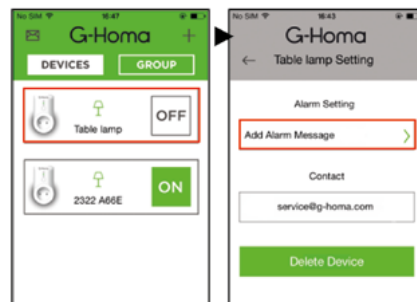 No SIM 16:47
G-Homa
DEVICES GROUP
Table lamp
OFF
2322 A66E
ON
No SIM 16:43
G-Homa
Table lamp Setting
Alarm Setting
Add Alarm Message
Contact
service@g-homa.com
Delete Device